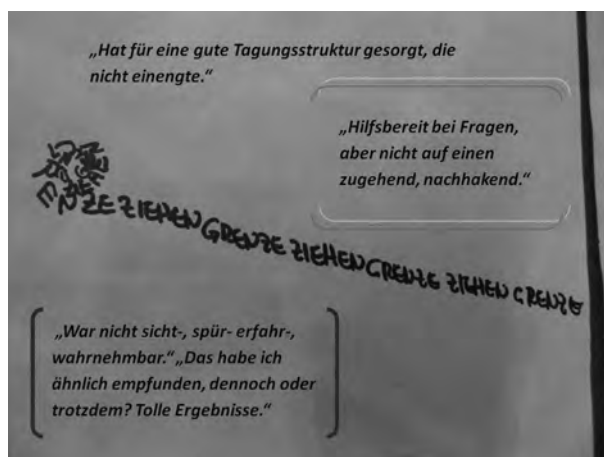 „Hat für eine gute Tagungsstruktur gesorgt, die
nicht einengte.“
„Hilfsbereit bei Fragen,
aber nicht auf einen
zugehend, nachhakend.“
ENZE ZIEHEN GRENZE ZIEHEN GRENZE ZIEHEN GRENZE
„War nicht sicht-, spür- erfahr-,
wahrnehmbar.“ „Das habe ich
ähnlich empfunden, dennoch oder
trotzdem? Tolle Ergebnisse.“